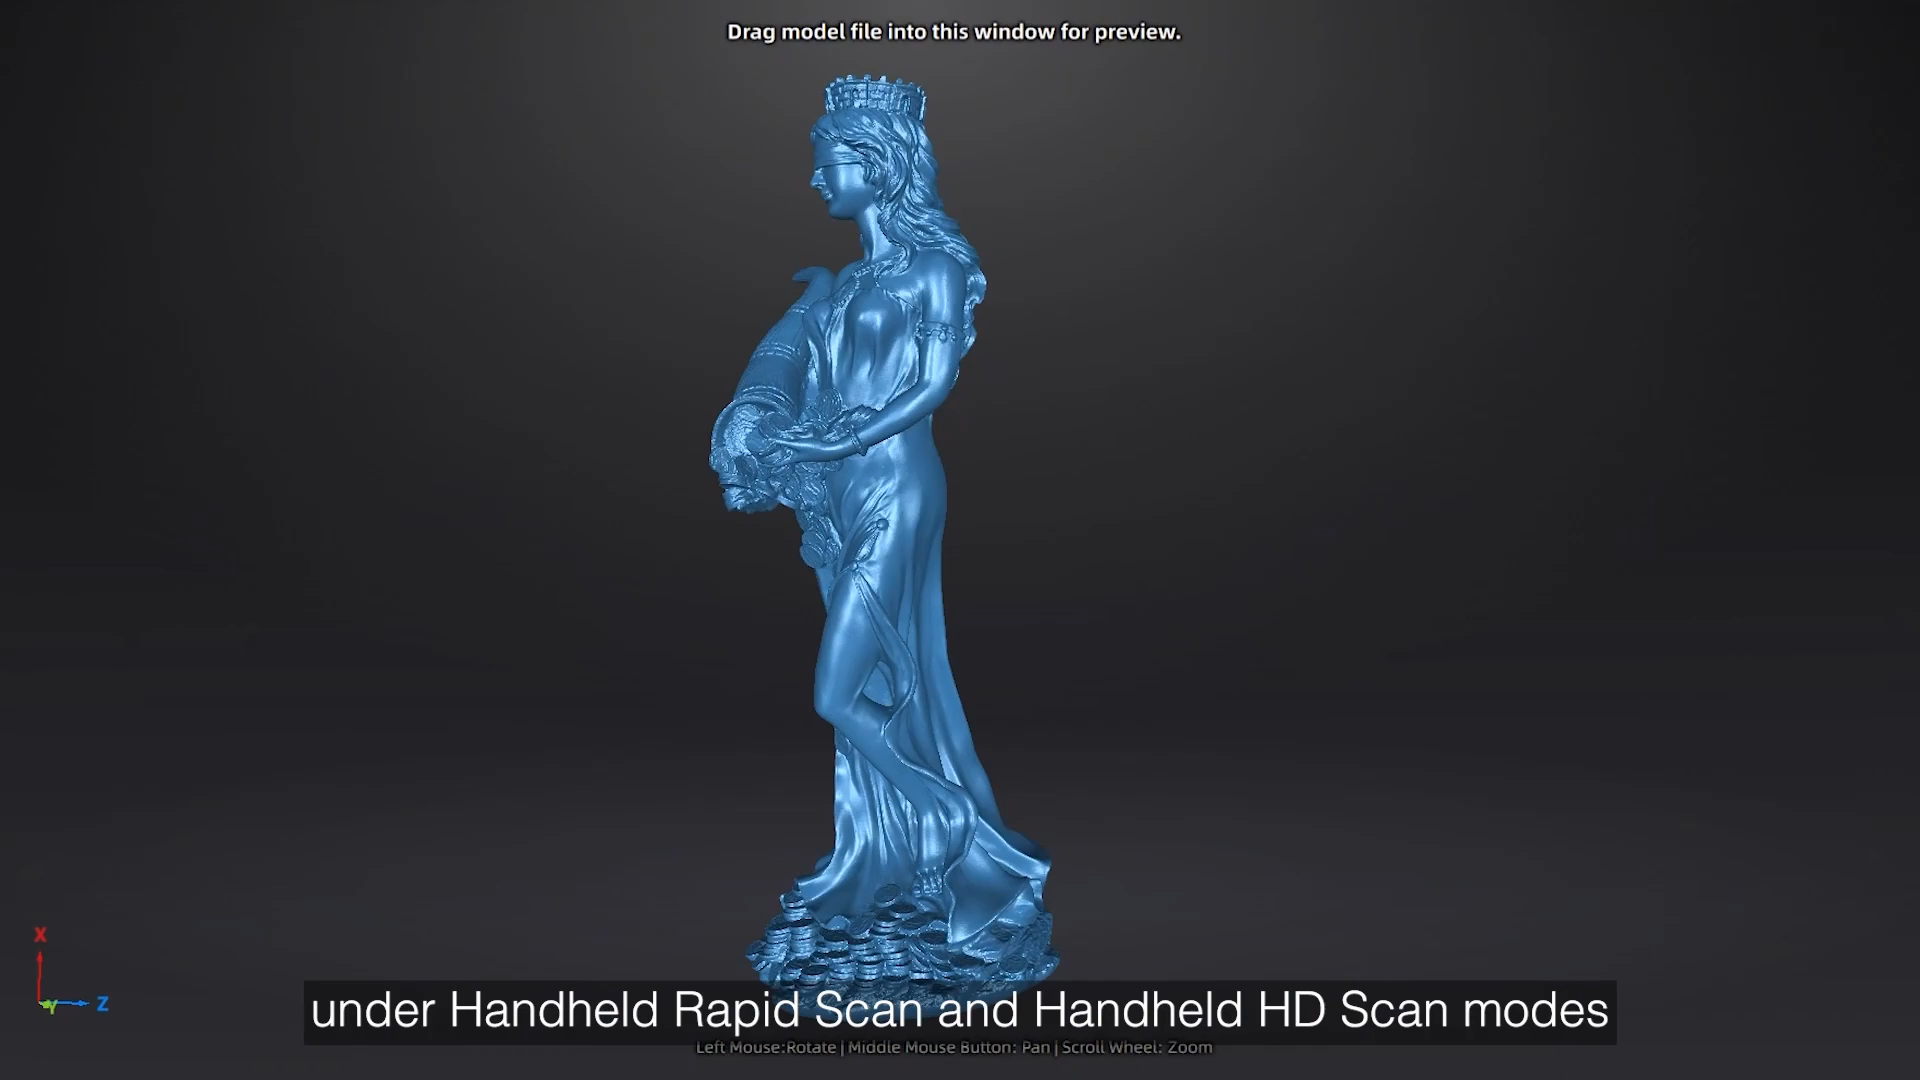 Drag model file into this window for preview.
X
Y
Z
under Handheld Rapid Scan and Handheld HD Scan modes
Left Mouse:Rotate | Middle Mouse Button: Pan | Scroll Wheel: Zoom